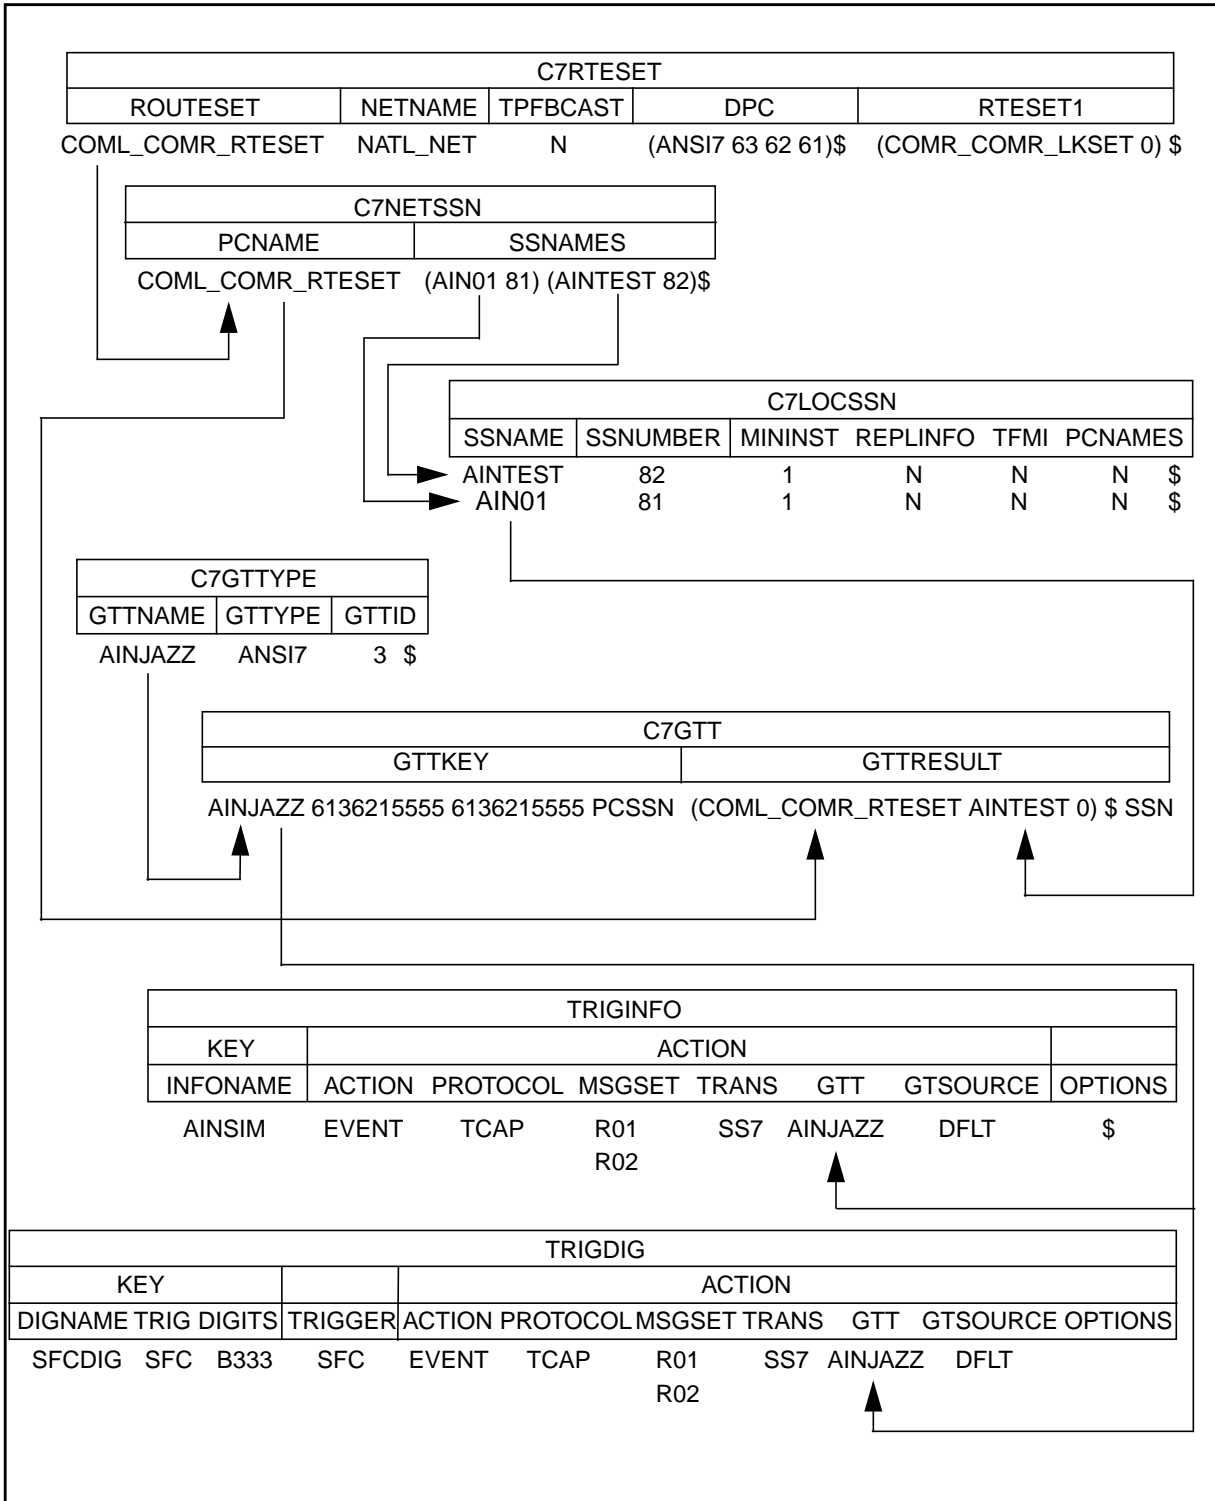 C7RTESET
ROUTESET NETNAME TPFBCAST DPC RTESET1
COML_COMR_RTESET NATL_NET N (ANSI7 63 62 61)$ (COMR_COMR_LKSET 0) $
C7NETSSN
PCNAME SSNAMES
COML_COMR_RTESET (AIN01 81) (AINTEST 82)$
C7LOCSSN
SSNAME SSNUMBER MININST REPLINFO TFMI PCNAMES
AINTEST 82 1 N N N $
AIN01 81 1 N N N $
C7GTTYPE
GTTNAME GTTYPE GTTID
AINJAZZ ANSI7 3 $
C7GTT
GTTKEY GTTRESULT
AINJAZZ 6136215555 6136215555 PCSSN (COML_COMR_RTESET AINTEST 0) $ SSN
TRIGINFO
KEY ACTION
INFONAME ACTION PROTOCOL MSGSET TRANS GTT GTSOURCE OPTIONS
AINSIM EVENT TCAP R01 SS7 AINJAZZ DFLT $
R02
TRIGDIG
KEY ACTION
DIGNAME TRIG DIGITS TRIGGER ACTION PROTOCOL MSGSET TRANS GTT GTSOURCE OPTIONS
SFCDIG SFC B333 SFC EVENT TCAP R01 SS7 AINJAZZ DFLT
R02